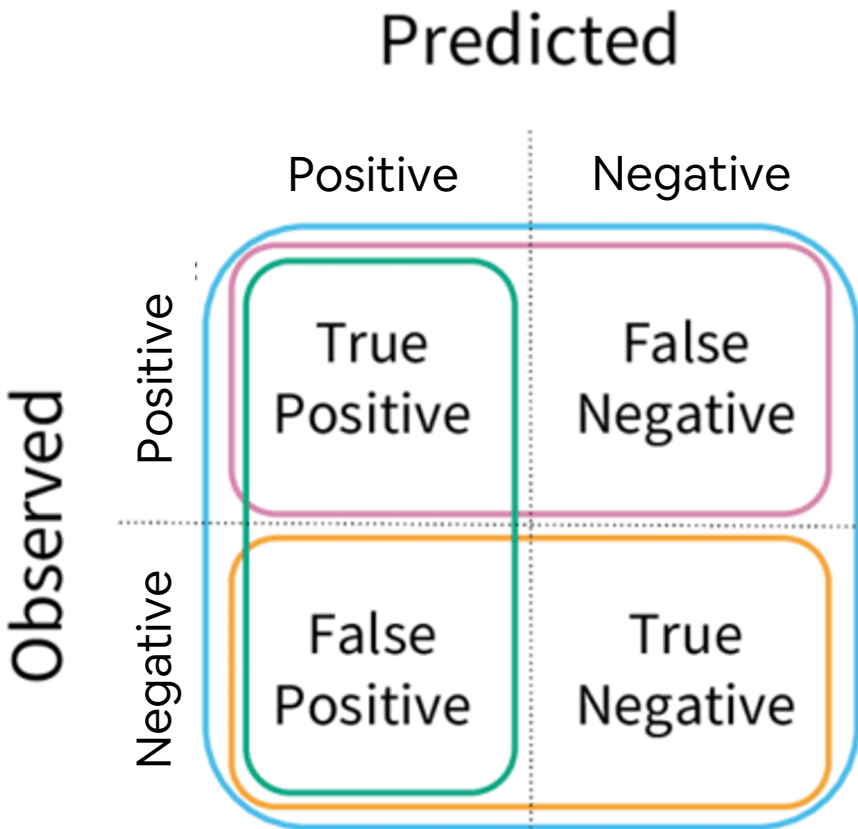 Predicted
Positive
Negative
Observed
Positive
True
Positive
False
Negative
Negative
False
Positive
True
Negative